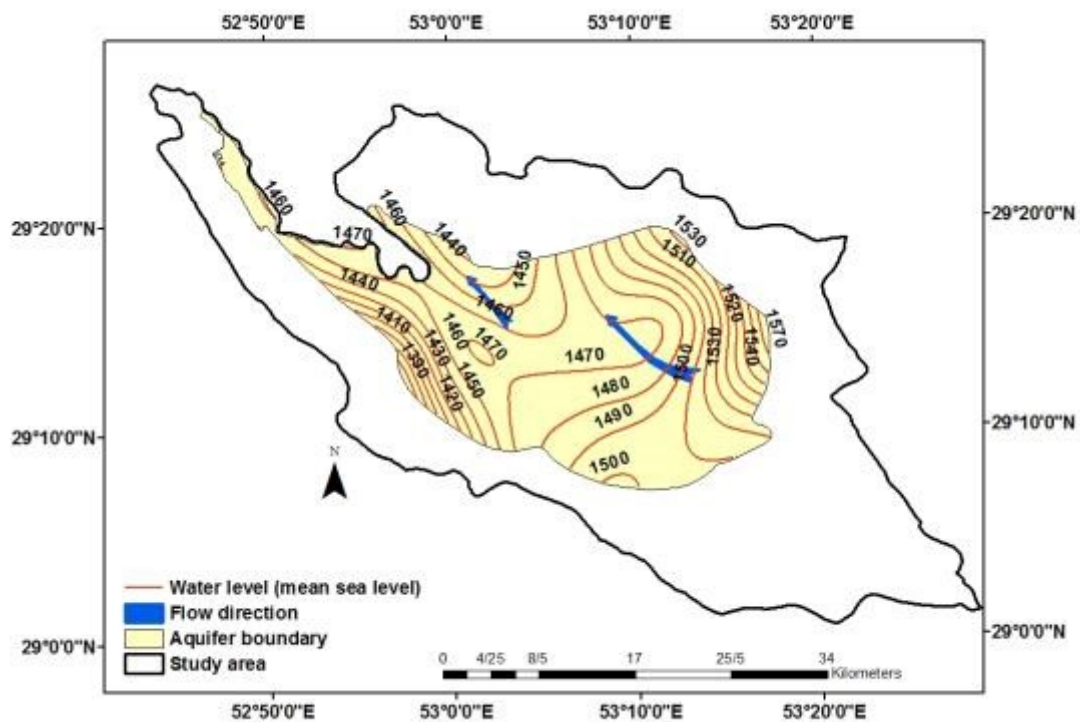 52°50'0"E 53°0'0"E 53°10'0"E 53°20'0"E
29°20'0"N
29°20'0"N
29°10'0"N
29°10'0"N
29°0'0"N
29°0'0"N
1460
1470
1460
1440
1450
1460
1440
1410
1390
1430
1420
1450
1460
1470
1470
1480
1490
1500
1500
1530
1510
1520
1530
1540
1570
N
Water level (mean sea level)
Flow direction
Aquifer boundary
Study area
0 4/25 8/5 17 25/5 34
Kilometers
52°50'0"E 53°0'0"E 53°10'0"E 53°20'0"E